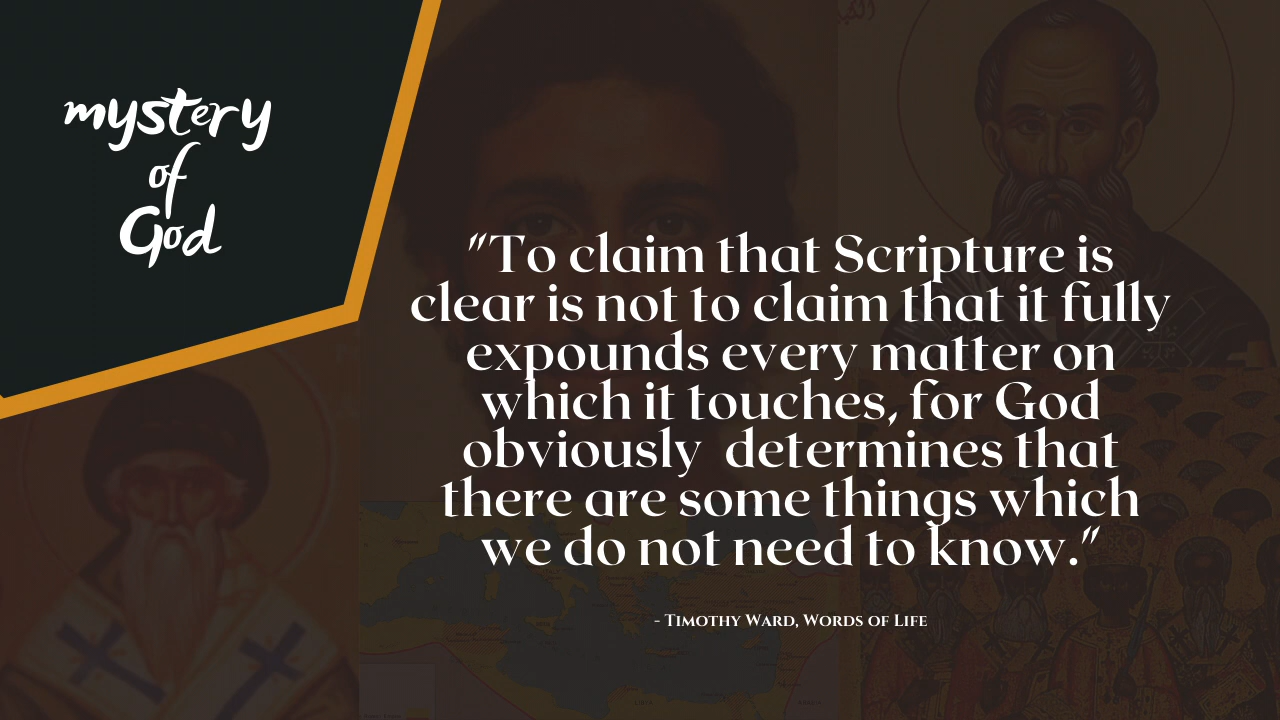 mystery
of
God
"To claim that Scripture is
clear is not to claim that it fully
expounds every matter on
which it touches, for God
obviously  determines that
there are some things which
we do not need to know."
- Timothy Ward, Words of Life